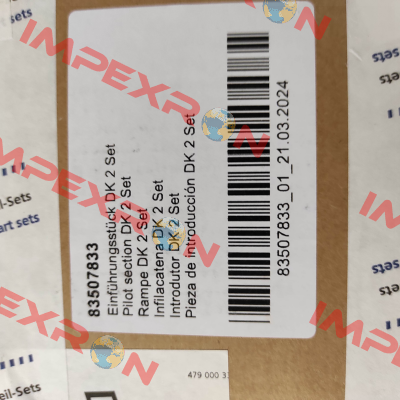 83507833
Einführungsstück DK 2 Set
Pilot section DK 2 Set
Rampe DK 2 Set
Infilacatena DK 2 Set
Introdutor DK 2 Set
Pieza de introducción DK 2 Set
83507833_01_21.03.2024
479 000 3
eil-Sets
art sets
eil-Sets
sets
sets
IMPEXRON
IMPEXRON
IMPEXRON